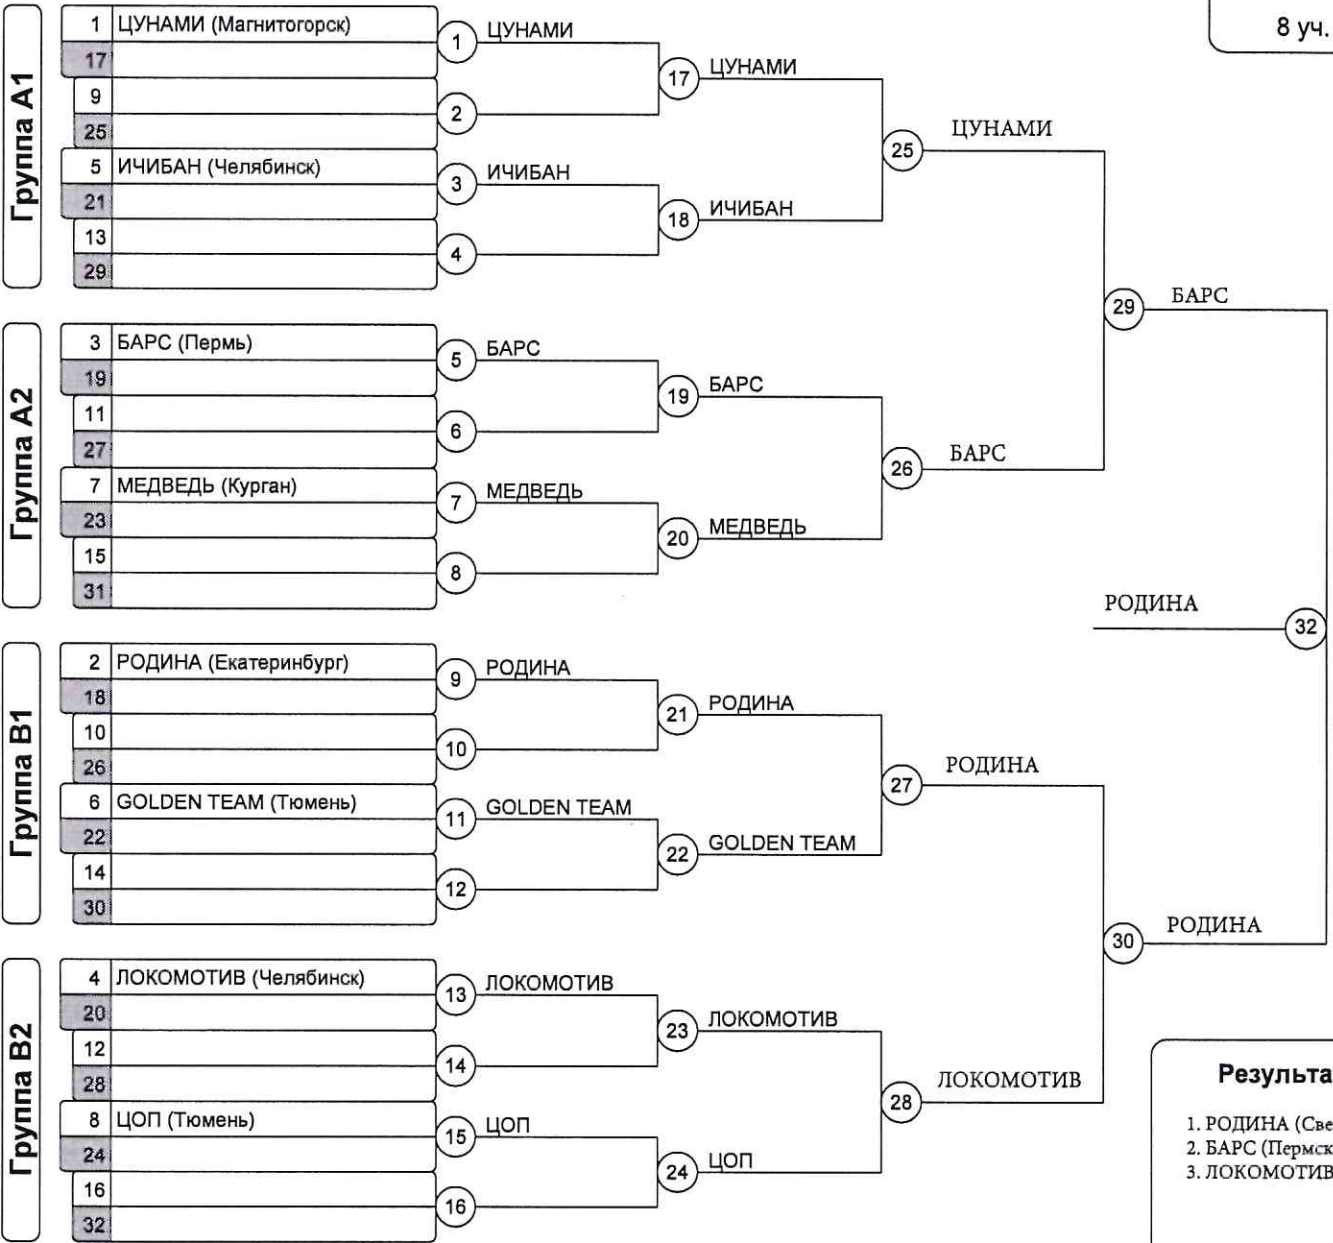 8 уч.
Группа A1
1 ЦУНАМИ (Магнитогорск)
17
9
25
5 ИЧИБАН (Челябинск)
21
13
29
1 ЦУНАМИ
2
3 ИЧИБАН
4
17 ЦУНАМИ
18 ИЧИБАН
25 ЦУНАМИ
Группа A2
3 БАРС (Пермь)
19
11
27
7 МЕДВЕДЬ (Курган)
23
15
31
5 БАРС
6
7 МЕДВЕДЬ
8
19 БАРС
20 МЕДВЕДЬ
26 БАРС
29 БАРС
РОДИНА 32
Группа B1
2 РОДИНА (Екатеринбург)
18
10
26
6 GOLDEN TEAM (Тюмень)
22
14
30
9 РОДИНА
10
11 GOLDEN TEAM
12
21 РОДИНА
22 GOLDEN TEAM
27 РОДИНА
30 РОДИНА
Группа B2
4 ЛОКОМОТИВ (Челябинск)
20
12
28
8 ЦОП (Тюмень)
24
16
32
13 ЛОКОМОТИВ
14
15 ЦОП
16
23 ЛОКОМОТИВ
24 ЦОП
28 ЛОКОМОТИВ
Результа
1. РОДИНА (Све
2. БАРС (Пермск
3. ЛОКОМОТИВ